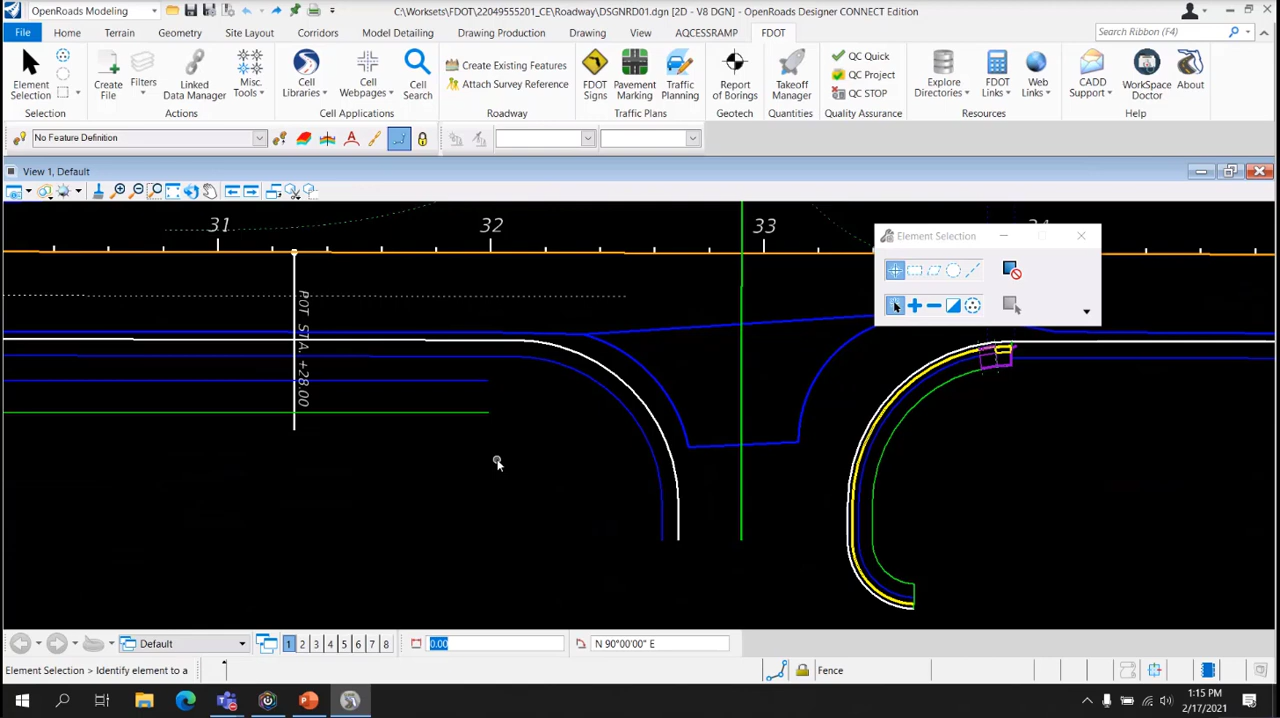 OpenRoads Modeling
C:\Worksets\FDOT\22049555201_CE\Roadway\DSGNRD01.dgn [2D - V8 DGN] - OpenRoads Designer CONNECT Edition
File Home Terrain Geometry Site Layout Corridors Model Detailing Drawing Production Drawing View AQCESSRAMP FDOT
Search Ribbon (F4)
Element Selection
Create File
Filters
Linked Data Manager
Misc. Tools
Cell Libraries
Cell Webpages
Cell Search
Create Existing Features
Attach Survey Reference
FDOT Signs
Pavement Marking
Traffic Planning
Report of Borings
Takeoff Manager
QC Quick
QC Project
QC STOP
Explore Directories
FDOT Links
Web Links
CADD Support
WorkSpace Doctor
About
Selection Actions Cell Applications Roadway Traffic Plans Geotech Quantities Quality Assurance Resources Help
No Feature Definition
View 1, Default
31 32 33 34
Element Selection
POT STA. +28.00
Default
1 2 3 4 5 6 7 8
0.00
N 90°00'00" E
Element Selection > Identify element to a
Fence
1:15 PM
2/17/2021